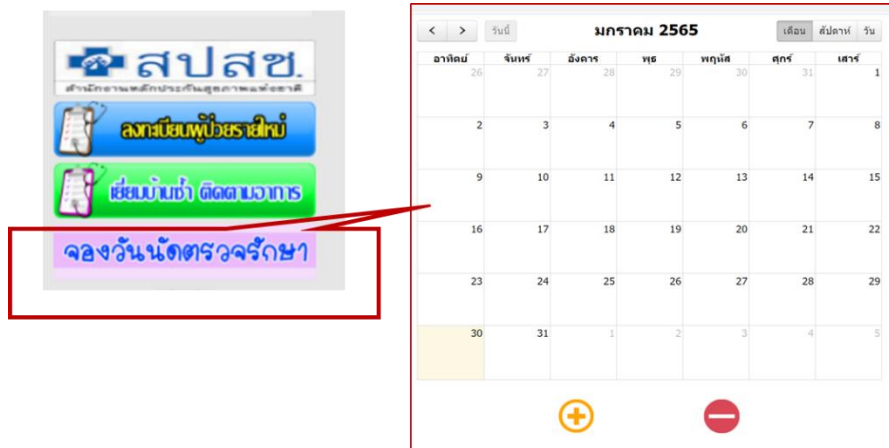 สปสช.
สำนักงานหลักประกันสุขภาพแห่งชาติ
ลงทะเบียนผู้ป่วยรายใหม่
เยี่ยมบ้านซ้ำ ติดตามอาการ
จองวันนัดตรวจรักษา
< > วันนี้ มกราคม 2565 เดือน สัปดาห์ วัน
อาทิตย์ จันทร์ อังคาร พุธ พฤหัส ศุกร์ เสาร์
26 27 28 29 30 31 1
2 3 4 5 6 7 8
9 10 11 12 13 14 15
16 17 18 19 20 21 22
23 24 25 26 27 28 29
30 31 1 2 3 4 5